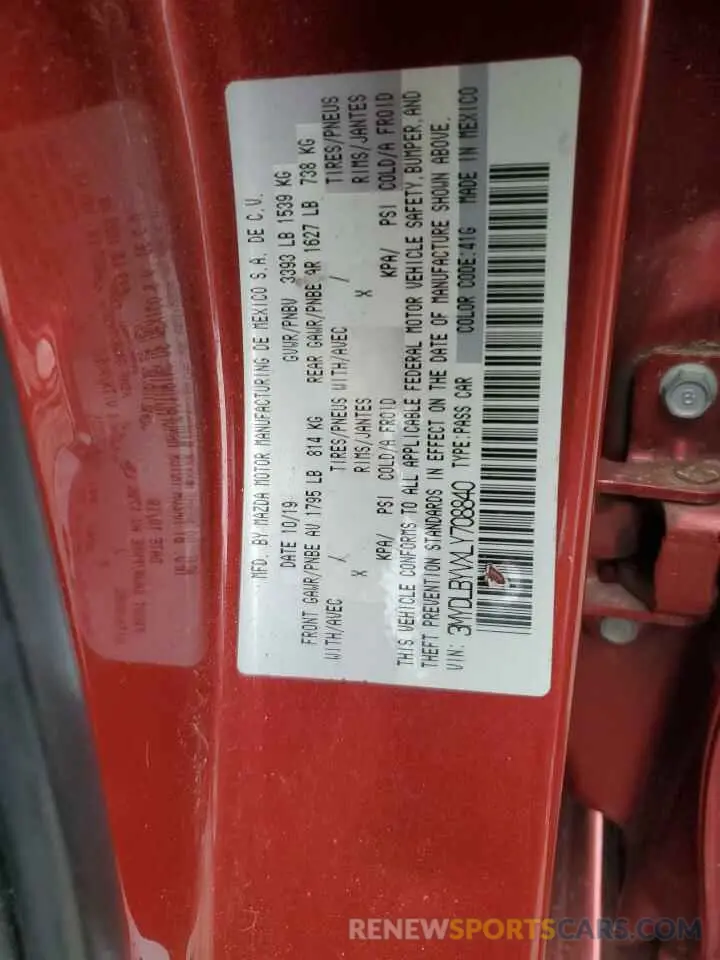 MFD. BY MAZDA MOTOR MANUFACTURING DE MEXICO S.A. DE C.V.
DATE 10/19 GVWR/PNBV 3393 LB 1539 KG
FRONT GAWR/PNBE AV 1795 LB 814 KG REAR GAWR/PNBE AR 1627 LB 738 KG
WITH/AVEC / TIRES/PNEUS WITH/AVEC / TIRES/PNEUS
X RIMS/JANTES X RIMS/JANTES
KPA/ PSI COLD/A FROID KPA/ PSI COLD/A FROID
THIS VEHICLE CONFORMS TO ALL APPLICABLE FEDERAL MOTOR VEHICLE SAFETY, BUMPER, AND
THEFT PREVENTION STANDARDS IN EFFECT ON THE DATE OF MANUFACTURE SHOWN ABOVE.
VIN: 3MYDLBYVXLY708840 TYPE:PASS CAR COLOR CODE:41G MADE IN MEXICO
RENEWSPORTSCARS.COM